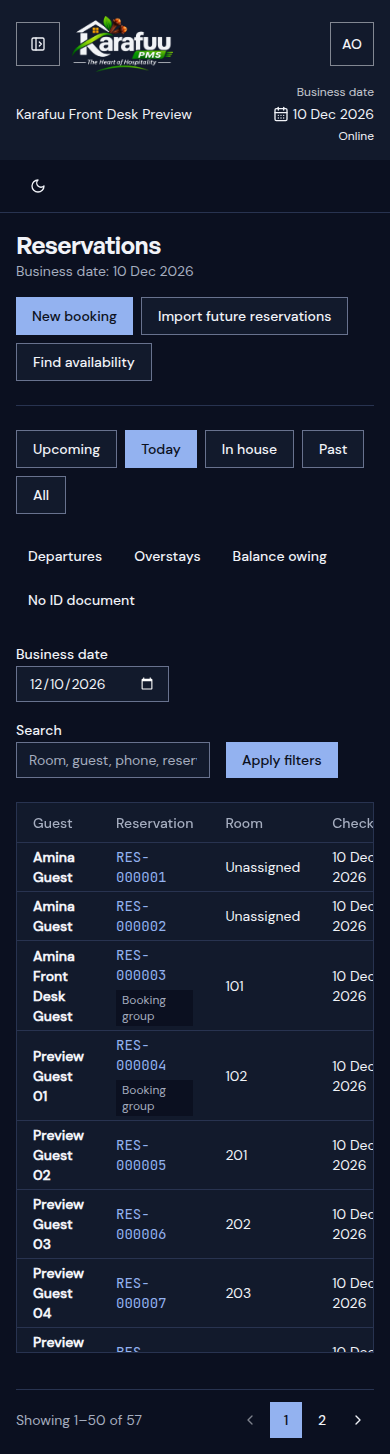 Karafuu
PMS
The Heart of Hospitality
AO
Business date
Karafuu Front Desk Preview
10 Dec 2026
Online
Reservations
Business date: 10 Dec 2026
New booking
Import future reservations
Find availability
Upcoming
Today
In house
Past
All
Departures
Overstays
Balance owing
No ID document
Business date
12/10/2026
Search
Room, guest, phone, reser
Apply filters
Guest Reservation Room Check
Amina Guest
RES-000001
Unassigned
10 Dec 2026
Amina Guest
RES-000002
Unassigned
10 Dec 2026
Amina Front Desk Guest
RES-000003
Booking group
101
10 Dec 2026
Preview Guest 01
RES-000004
Booking group
102
10 Dec 2026
Preview Guest 02
RES-000005
201
10 Dec 2026
Preview Guest 03
RES-000006
202
10 Dec 2026
Preview Guest 04
RES-000007
203
10 Dec 2026
Preview
RES-
10 Dec
Showing 1–50 of 57
1
2